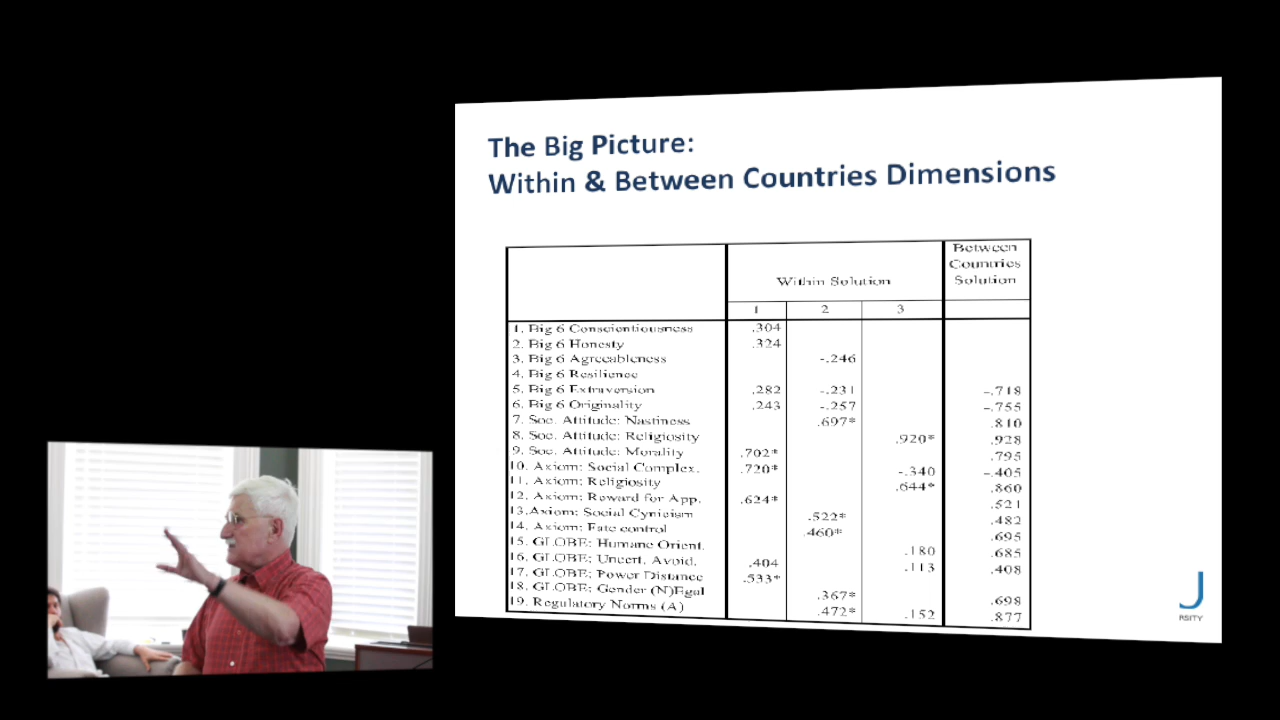 The Big Picture:
Within & Between Countries Dimensions
Between
Countries
Within Solution Solution
1 2 3
1. Big 6 Conscientiousness .304
2. Big 6 Honesty .324
3. Big 6 Agreeableness -.246
4. Big 6 Resilience
5. Big 6 Extraversion .282 -.231 -.718
6. Big 6 Originality .243 -.257 -.755
7. Soc. Attitude: Nastiness .697* .810
8. Soc. Attitude: Religiosity .920* .928
9. Soc. Attitude: Morality .702* .795
10. Axiom: Social Complex. .720* -.340 -.405
11. Axiom: Religiosity .644* .860
12. Axiom: Reward for App. .624* .521
13.Axiom: Social Cynicism .522* .482
14. Axiom: Fate control .460* .695
15. GLOBE: Humane Orient. .180 .685
16. GLOBE: Uncert. Avoid. .404 .113 .408
17. GLOBE: Power Distance .533*
18. GLOBE: Gender (N)Egal .367* .698
19. Regulatory Norms (A) .472* .152 .877
J
RSITY